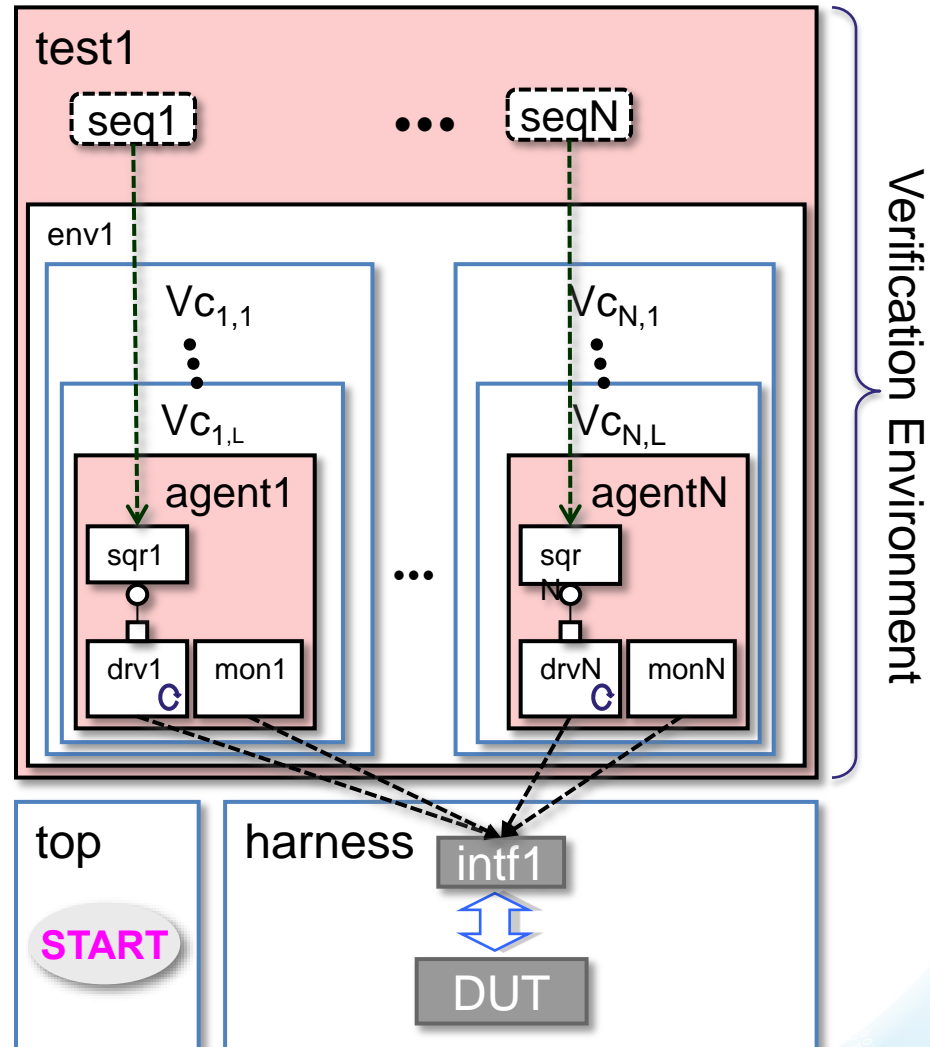 test1
seq1
••• seqN
env1
Vc1,1
VcN,1
Vc1,L
VcN,L
agent1
agentN
sqr1
sqr
N
•••
drv1
mon1
drvN
monN
Verification Environment
top
harness
intf1
START
DUT